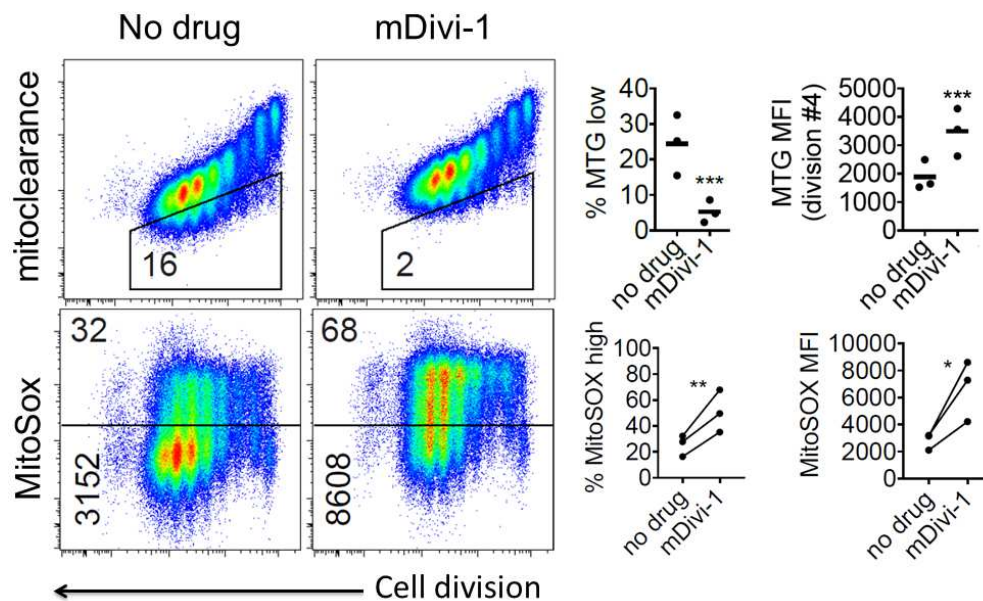 No drug
mDivi-1
mitoclearance
16
2
% MTG low
40
30
20
10
0
***
no drug
mDivi-1
MTG MFI
(division #4)
5000
4000
3000
2000
1000
0
***
no drug
mDivi-1
MitoSox
32
3152
68
8608
% MitoSOX high
100
80
60
40
20
0
**
no drug
mDivi-1
MitoSOX MFI
10000
8000
6000
4000
2000
0
*
no drug
mDivi-1
Cell division